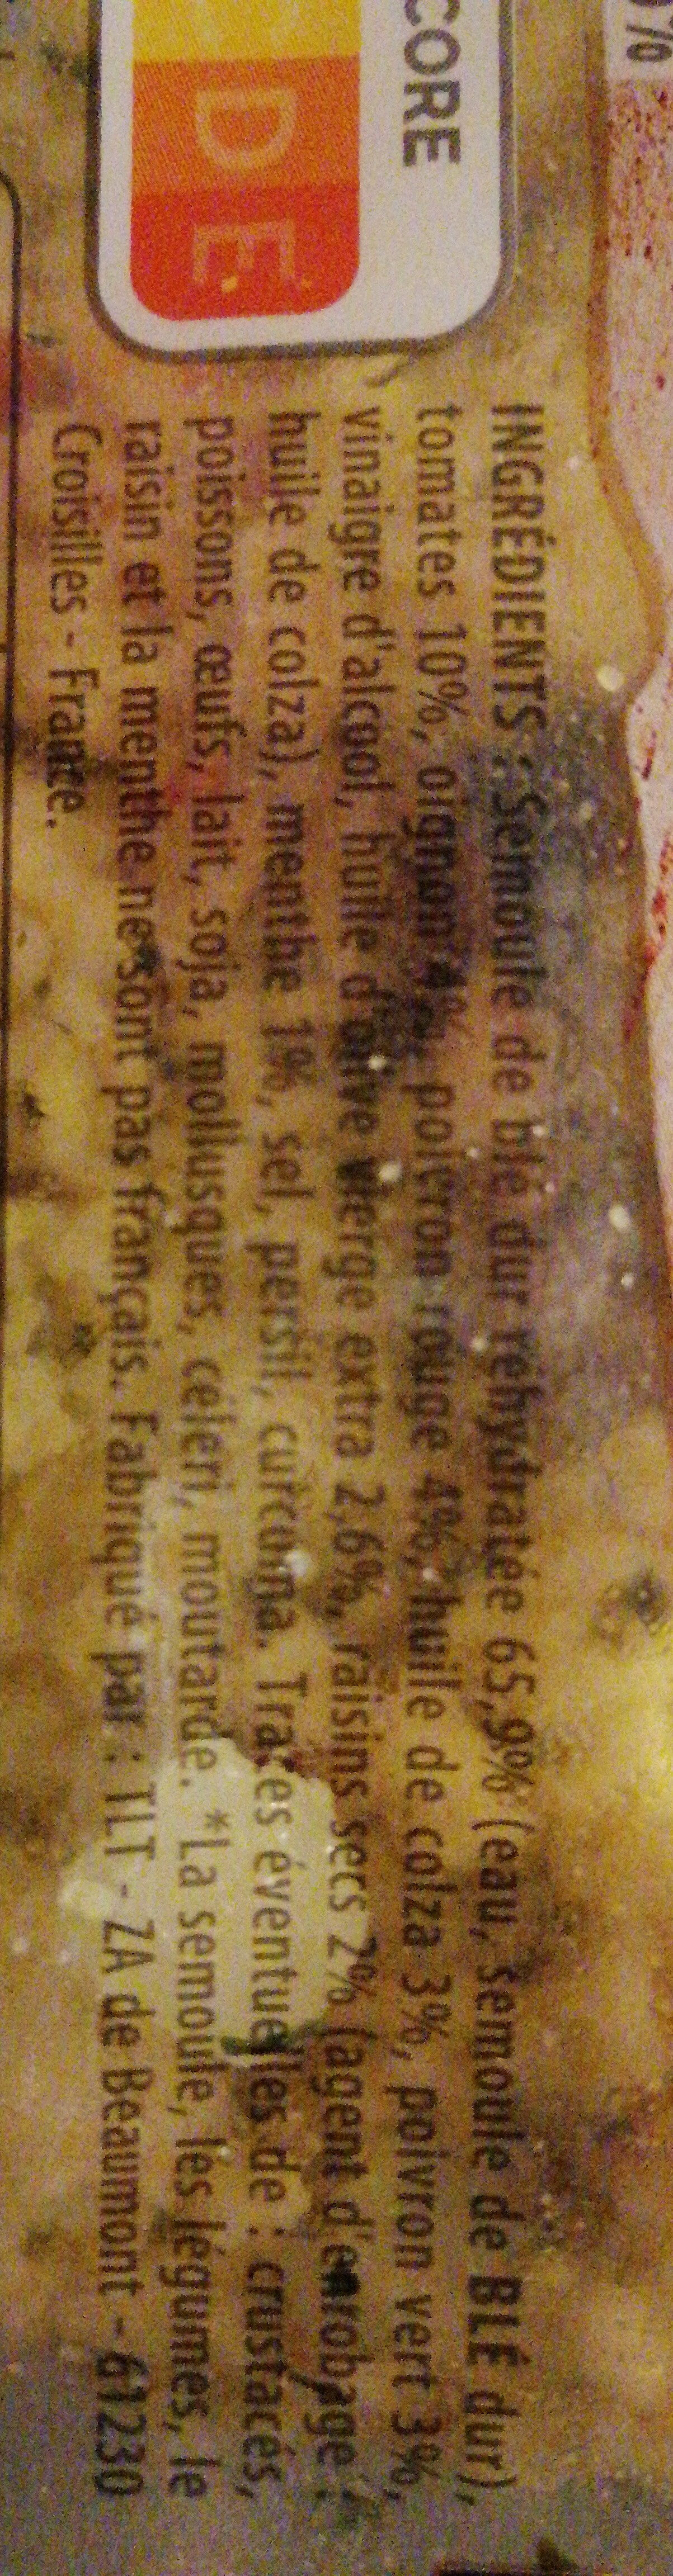 %
CORE
D E
INGRÉDIENTS : Semoule de blé dur réhydratée 65,9% (eau, semoule de BLÉ dur),
tomates 10%, oignon 4%, poivron rouge 4%, huile de colza 3%, poivron vert 3%,
vinaigre d'alcool, huile d'olive vierge extra 2,6%, raisins secs 2% (agent d'enrobage :
huile de colza), menthe 1%, sel, persil, curcuma. Traces éventuelles de : crustacés,
poissons, œufs, lait, soja, mollusques, céleri, moutarde. *La semoule, les légumes, le
raisin et la menthe ne sont pas français. Fabriqué par : TLT - ZA de Beaumont - 61230
Croisilles - France.